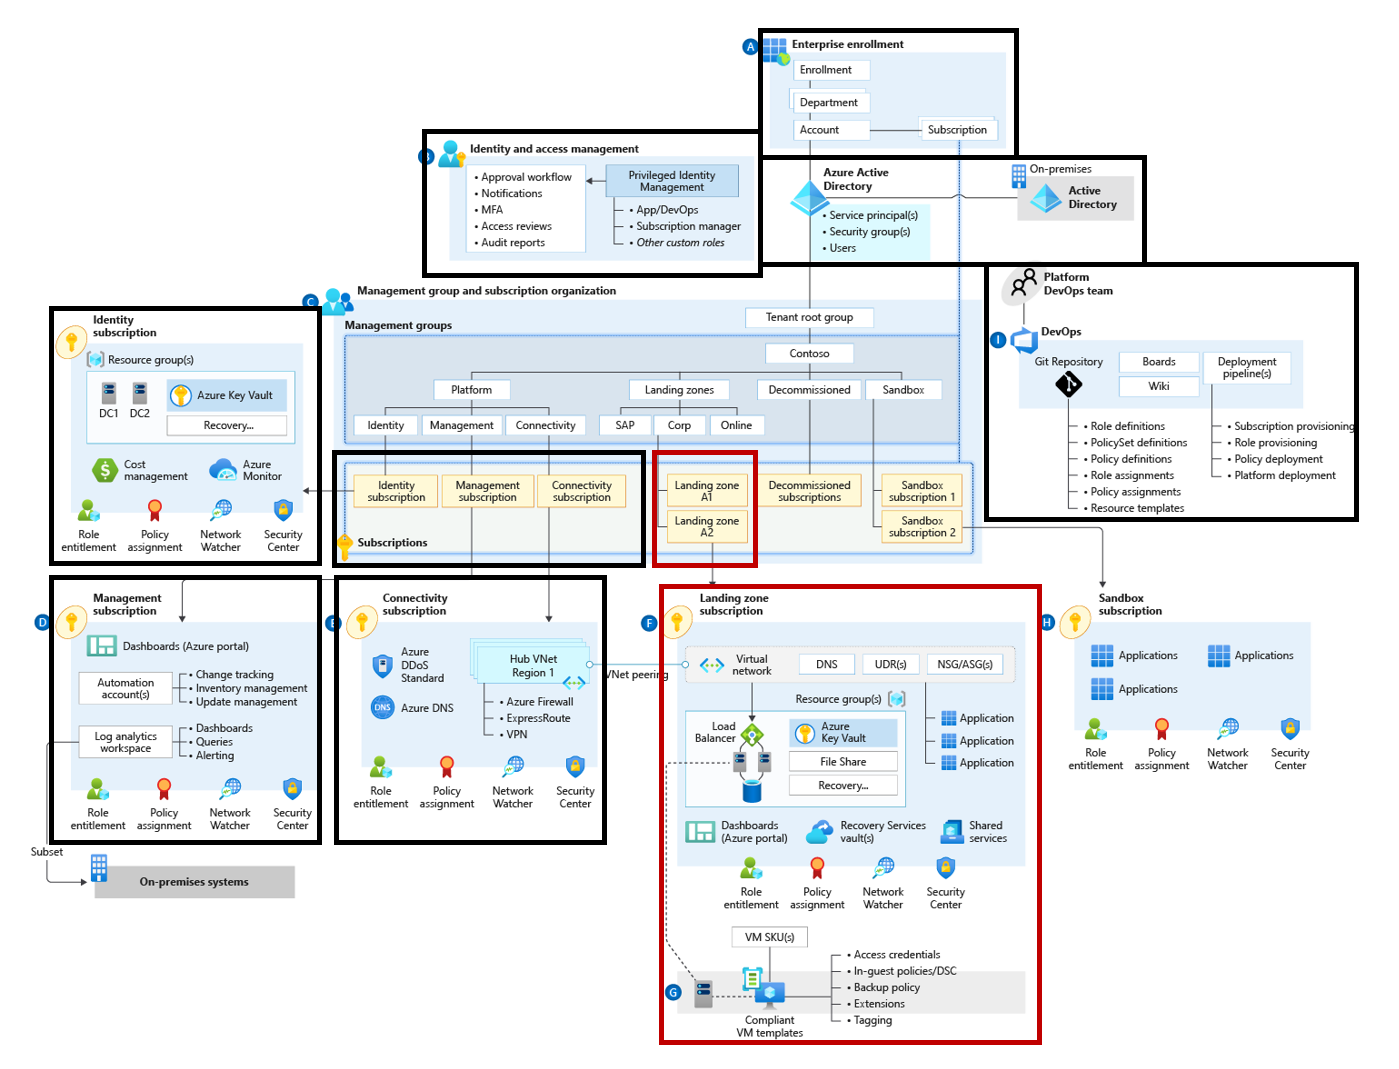 A
Enterprise enrollment
Enrollment
Department
Account
Subscription
B
Identity and access management
• Approval workflow
• Notifications
• MFA
• Access reviews
• Audit reports
Privileged Identity
Management
• App/DevOps
• Subscription manager
• Other custom roles
Azure Active
Directory
• Service principal(s)
• Security group(s)
• Users
On-premises
Active
Directory
C
Management group and subscription organization
Management groups
Tenant root group
Contoso
Platform
Landing zones
Decommissioned
Sandbox
Identity
Management
Connectivity
SAP
Corp
Online
Identity
subscription
Management
subscription
Connectivity
subscription
Landing zone
A1
Landing zone
A2
Decommissioned
subscriptions
Sandbox
subscription 1
Sandbox
subscription 2
Subscriptions
Platform
DevOps team
I
DevOps
Git Repository
Boards
Wiki
Deployment
pipeline(s)
• Role definitions
• PolicySet definitions
• Policy definitions
• Role assignments
• Policy assignments
• Resource templates
• Subscription provisioning
• Role provisioning
• Policy deployment
• Platform deployment
Identity
subscription
Resource group(s)
DC1
DC2
Azure Key Vault
Recovery...
Cost
management
Azure
Monitor
Role
entitlement
Policy
assignment
Network
Watcher
Security
Center
D
Management
subscription
Dashboards (Azure portal)
Automation
account(s)
• Change tracking
• Inventory management
• Update management
Log analytics
workspace
• Dashboards
• Queries
• Alerting
Role
entitlement
Policy
assignment
Network
Watcher
Security
Center
Subset
On-premises systems
E
Connectivity
subscription
Azure
DDoS
Standard
DNS
Azure DNS
Hub VNet
Region 1
• Azure Firewall
• ExpressRoute
• VPN
VNet peering
Role
entitlement
Policy
assignment
Network
Watcher
Security
Center
F
Landing zone
subscription
Virtual
network
DNS
UDR(s)
NSG/ASG(s)
Resource group(s)
Load
Balancer
Azure
Key Vault
File Share
Recovery...
Application
Application
Application
Dashboards
(Azure portal)
Recovery Services
vault(s)
Shared
services
Role
entitlement
Policy
assignment
Network
Watcher
Security
Center
VM SKU(s)
G
Compliant
VM templates
• Access credentials
• In-guest policies/DSC
• Backup policy
• Extensions
• Tagging
H
Sandbox
subscription
Applications
Applications
Applications
Role
entitlement
Policy
assignment
Network
Watcher
Security
Center